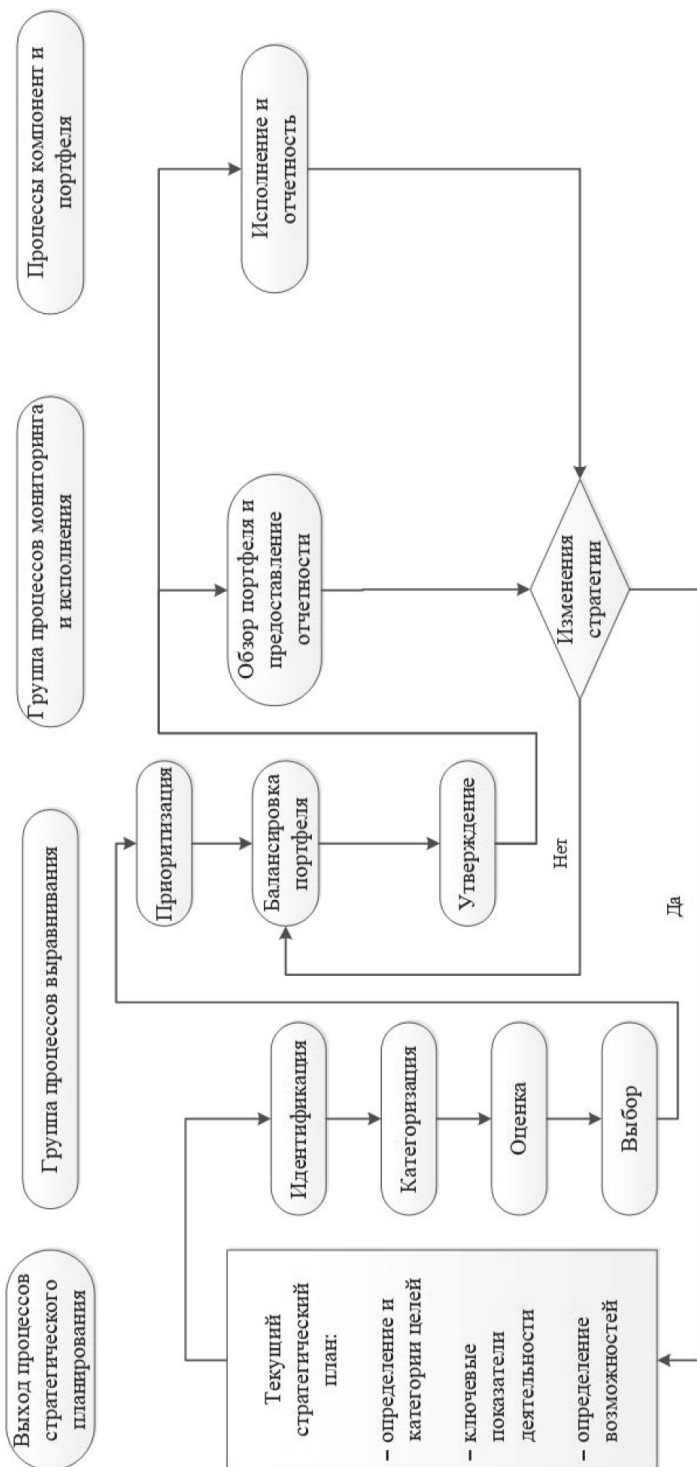 Выход процессов
стратегического
планирования
Группа процессов выравнивания
Группа процессов мониторинга
и исполнения
Процессы компонент и
портфеля
Текущий
стратегический
план:
– определение и
категории целей
– ключевые
показатели
деятельности
– определение
возможностей
Идентификация
Категоризация
Оценка
Выбор
Приоритизация
Балансировка
портфеля
Утверждение
Обзор портфеля и
предоставление
отчетности
Исполнение и
отчетность
Изменения
стратегии
Нет
Да